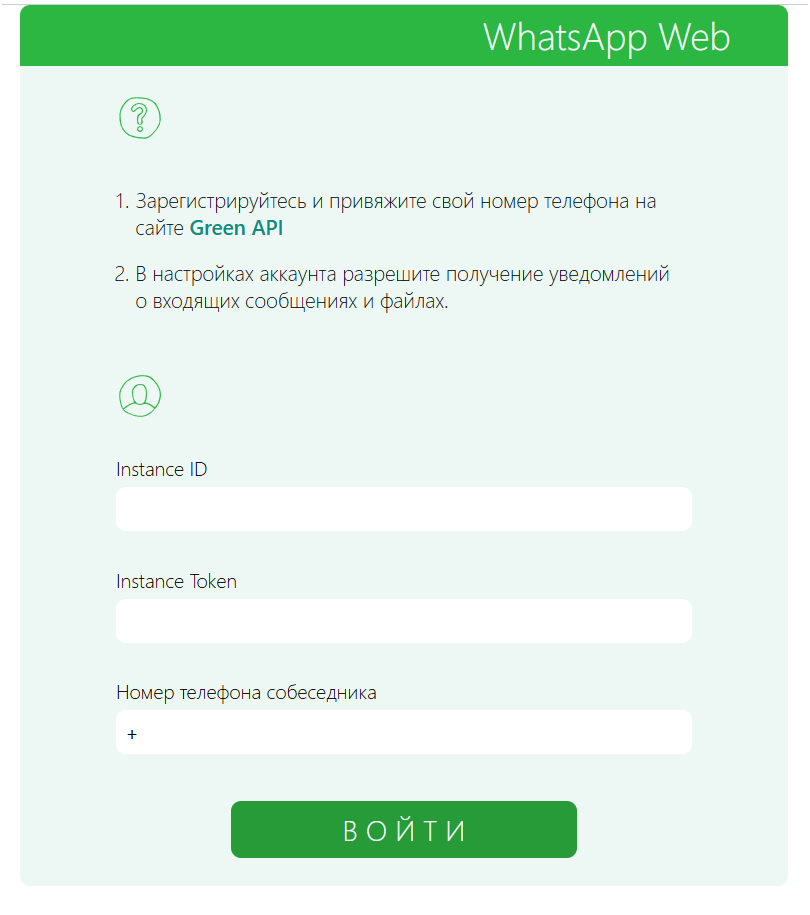 WhatsApp Web
?
1. Зарегистрируйтесь и привяжите свой номер телефона на
сайте Green API
2. В настройках аккаунта разрешите получение уведомлений
о входящих сообщениях и файлах.
Instance ID
Instance Token
Номер телефона собеседника
+
ВОЙТИ